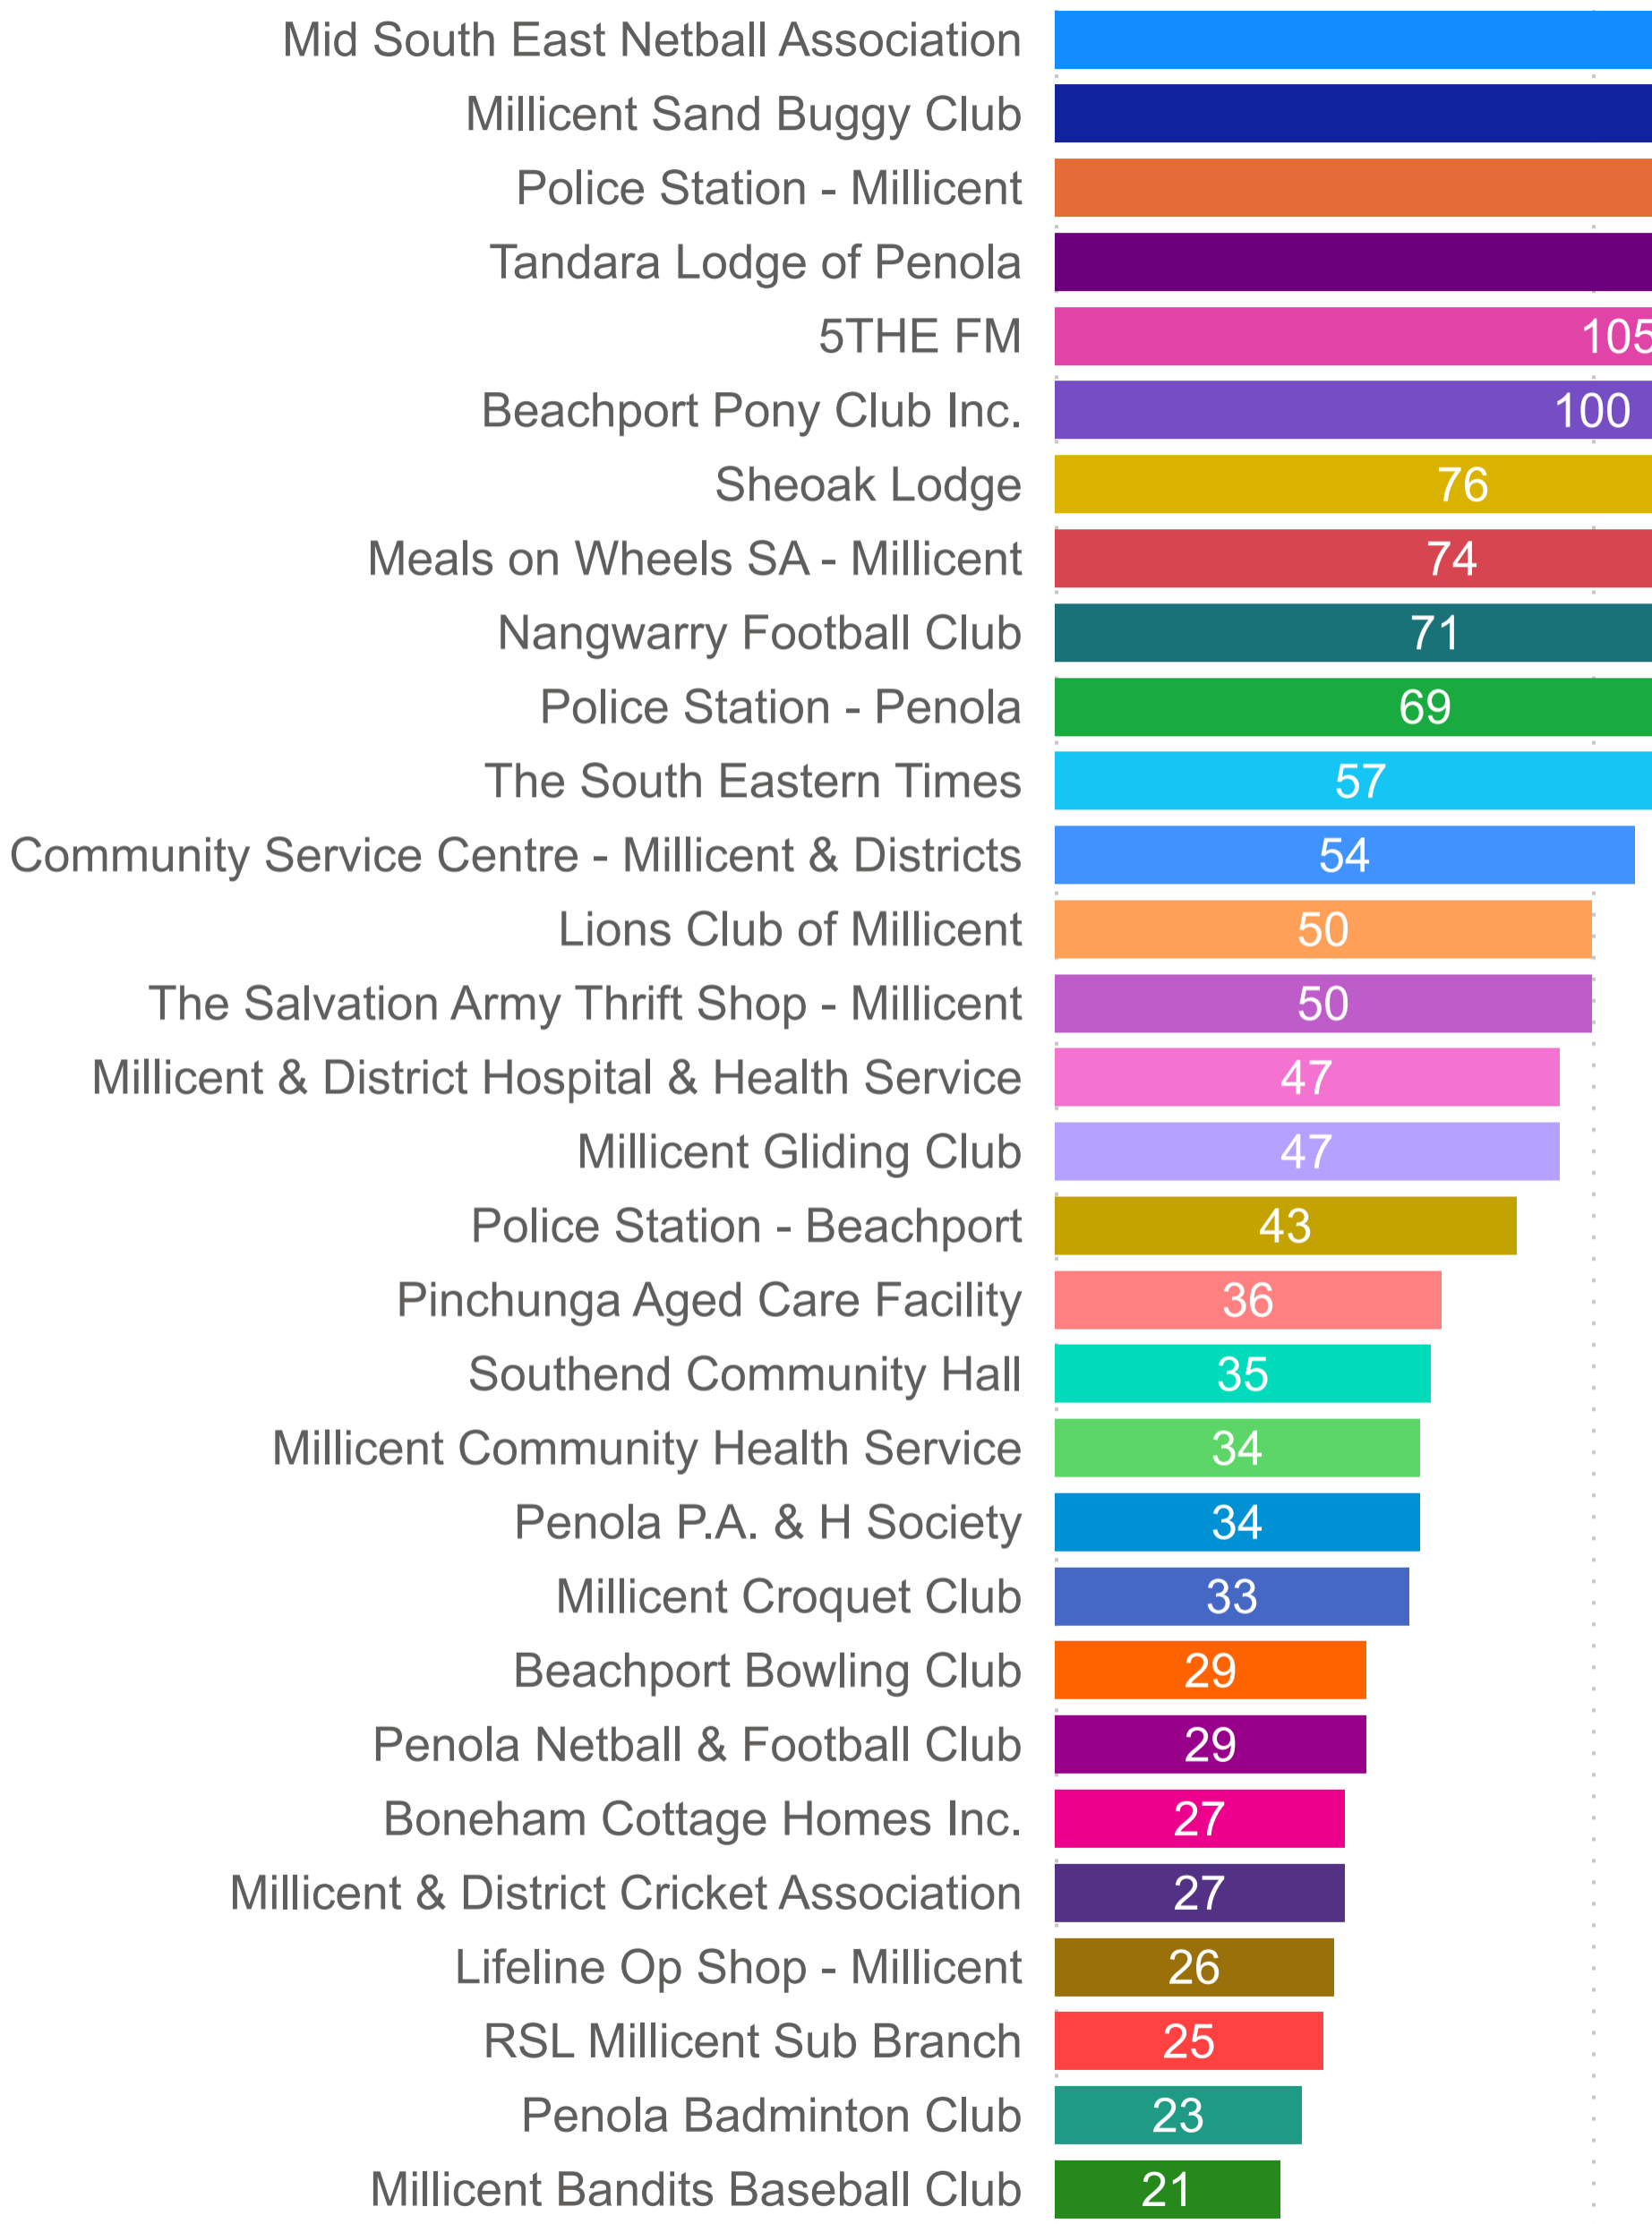 Mid South East Netball Association
Millicent Sand Buggy Club
Police Station - Millicent
Tandara Lodge of Penola
5THE FM 105
Beachport Pony Club Inc. 100
Sheoak Lodge 76
Meals on Wheels SA - Millicent 74
Nangwarry Football Club 71
Police Station - Penola 69
The South Eastern Times 57
Community Service Centre - Millicent & Districts 54
Lions Club of Millicent 50
The Salvation Army Thrift Shop - Millicent 50
Millicent & District Hospital & Health Service 47
Millicent Gliding Club 47
Police Station - Beachport 43
Pinchunga Aged Care Facility 36
Southend Community Hall 35
Millicent Community Health Service 34
Penola P.A. & H Society 34
Millicent Croquet Club 33
Beachport Bowling Club 29
Penola Netball & Football Club 29
Boneham Cottage Homes Inc. 27
Millicent & District Cricket Association 27
Lifeline Op Shop - Millicent 26
RSL Millicent Sub Branch 25
Penola Badminton Club 23
Millicent Bandits Baseball Club 21